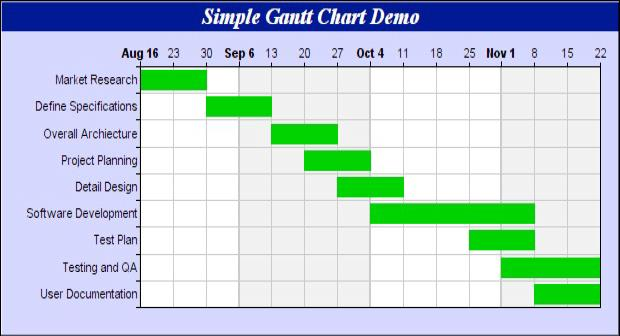 Simple Gantt Chart Demo
Aug 16 23 30 Sep 6 13 20 27 Oct 4 11 18 25 Nov 1 8 15 22
Market Research
Define Specifications
Overall Archiecture
Project Planning
Detail Design
Software Development
Test Plan
Testing and QA
User Documentation